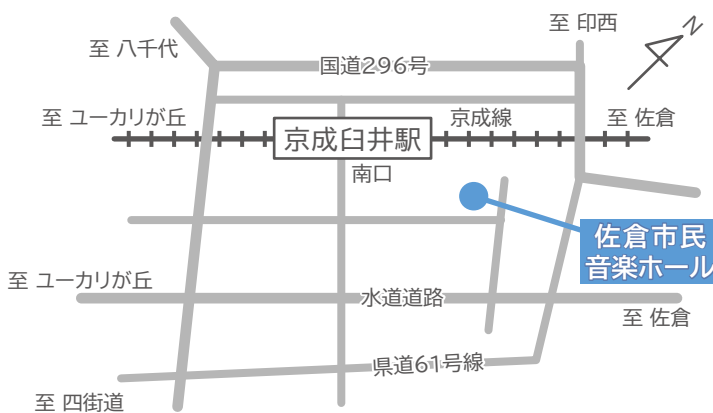 至 印西
N
至 八千代
国道296号
至 ユーカリが丘
京成線
至 佐倉
京成臼井駅
南口
佐倉市民
音楽ホール
至 ユーカリが丘
水道道路
至 佐倉
県道61号線
至 四街道